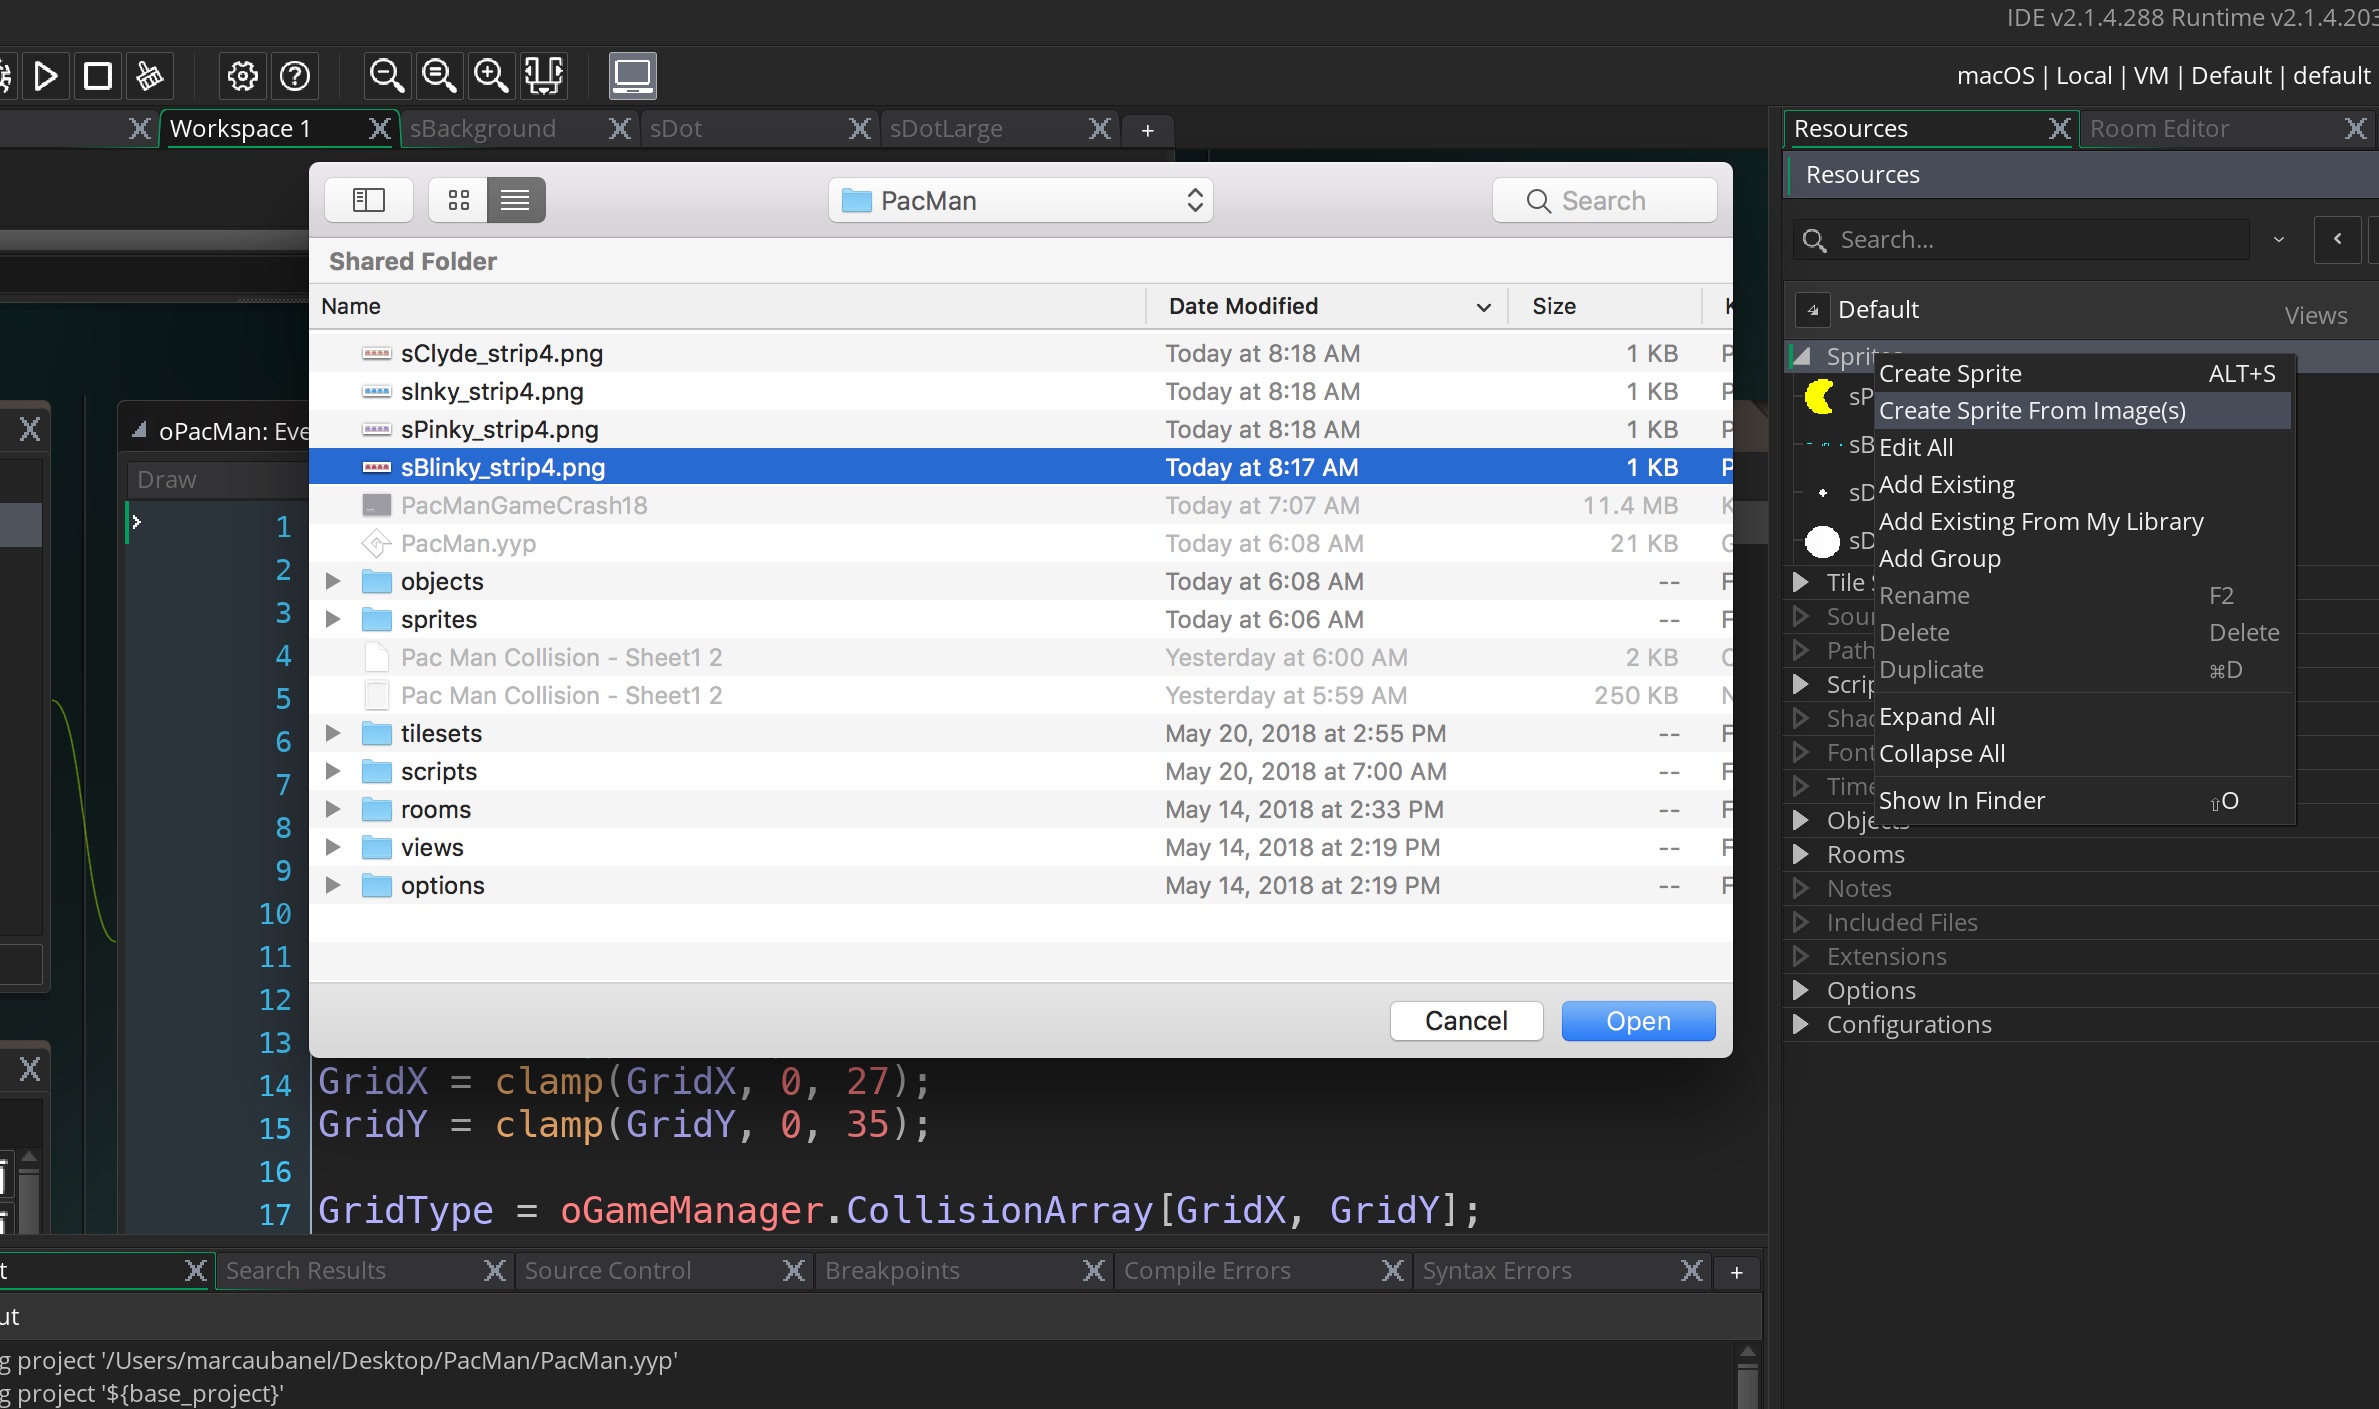 IDE v2.1.4.288 Runtime v2.1.4.203
macOS | Local | VM | Default | default
Workspace 1
sBackground
sDot
sDotLarge
+
Resources
Room Editor
Resources
Search...
Default
Views
Sprites
sP
sB
sD
sD
Tile S
Soun
Path
Scrip
Shad
Font
Time
Objects
Rooms
Notes
Included Files
Extensions
Options
Configurations
Create Sprite ALT+S
Create Sprite From Image(s)
Edit All
Add Existing
Add Existing From My Library
Add Group
Rename F2
Delete Delete
Duplicate ⌘D
Expand All
Collapse All
Show In Finder ⇧O
PacMan
Search
Shared Folder
Name Date Modified Size K
sClyde_strip4.png Today at 8:18 AM 1 KB P
sInky_strip4.png Today at 8:18 AM 1 KB P
sPinky_strip4.png Today at 8:18 AM 1 KB P
sBlinky_strip4.png Today at 8:17 AM 1 KB P
PacManGameCrash18 Today at 7:07 AM 11.4 MB K
PacMan.yyp Today at 6:08 AM 21 KB G
objects Today at 6:08 AM -- F
sprites Today at 6:06 AM -- F
Pac Man Collision - Sheet1 2 Yesterday at 6:00 AM 2 KB C
Pac Man Collision - Sheet1 2 Yesterday at 5:59 AM 250 KB N
tilesets May 20, 2018 at 2:55 PM -- F
scripts May 20, 2018 at 7:00 AM -- F
rooms May 14, 2018 at 2:33 PM -- F
views May 14, 2018 at 2:19 PM -- F
options May 14, 2018 at 2:19 PM -- F
Cancel
Open
oPacMan: Eve
Draw
1
2
3
4
5
6
7
8
9
10
11
12
13
14 GridX = clamp(GridX, 0, 27);
15 GridY = clamp(GridY, 0, 35);
16
17 GridType = oGameManager.CollisionArray[GridX, GridY];
t
Search Results
Source Control
Breakpoints
Compile Errors
Syntax Errors
+
ut
g project '/Users/marcaubanel/Desktop/PacMan/PacMan.yyp'
g project '${base_project}'